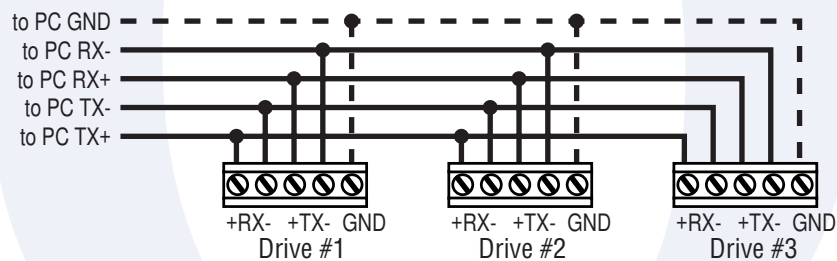 to PC GND
to PC RX-
to PC RX+
to PC TX-
to PC TX+
+RX- +TX- GND
Drive #1
+RX- +TX- GND
Drive #2
+RX- +TX- GND
Drive #3